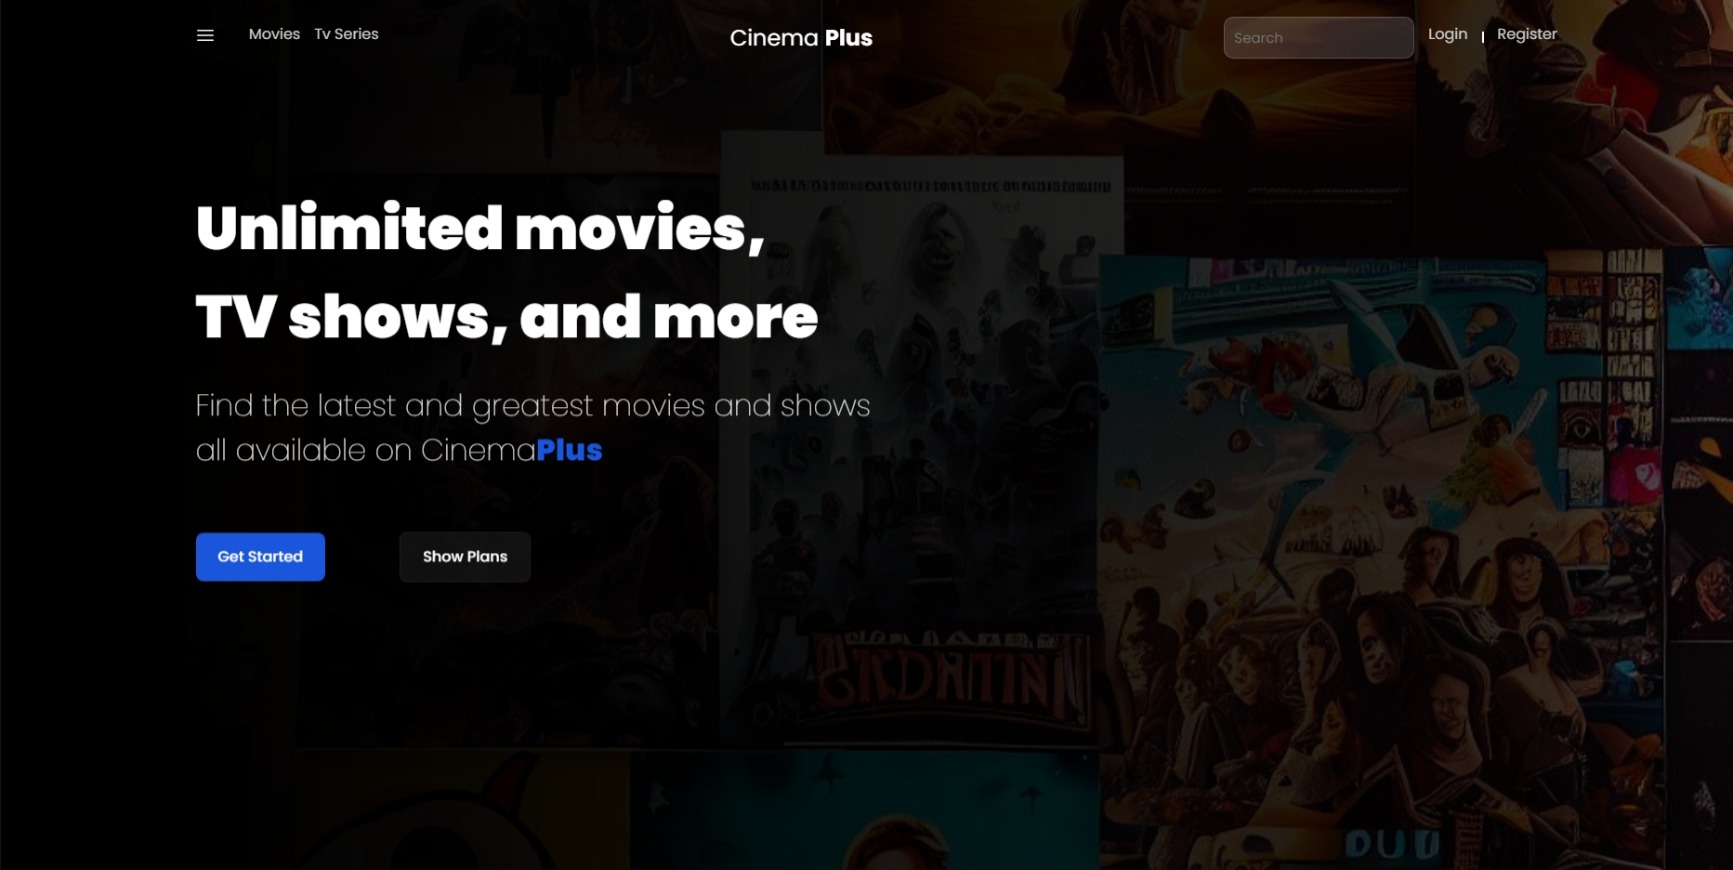 Movies Tv Series Cinema Plus Search Login | Register
Unlimited movies,
TV shows, and more
Find the latest and greatest movies and shows
all available on CinemaPlus
Get Started Show Plans